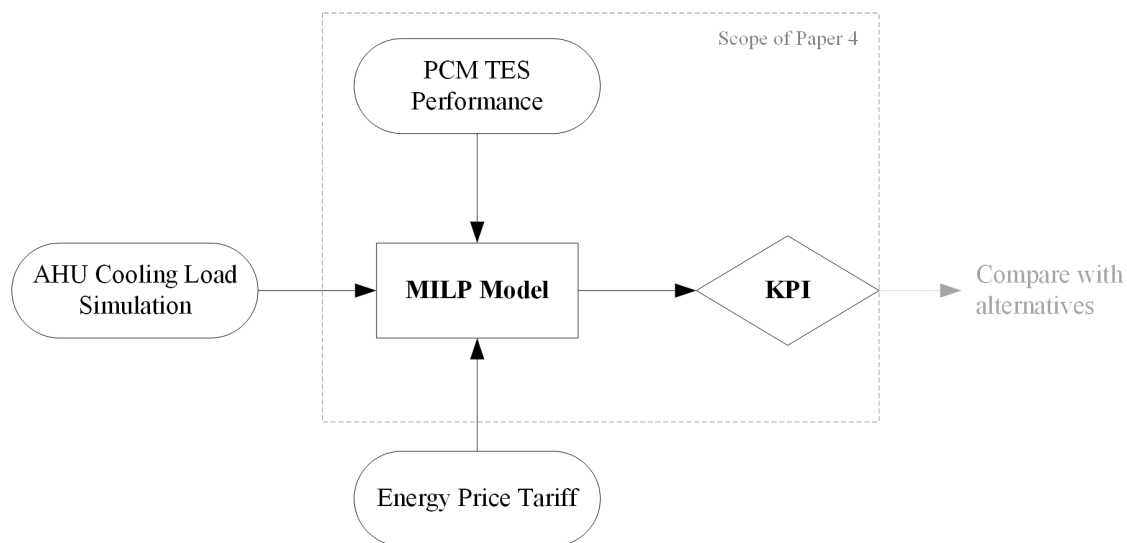 Scope of Paper 4
PCM TES
Performance
AHU Cooling Load
Simulation
MILP Model
KPI
Compare with
alternatives
Energy Price Tariff